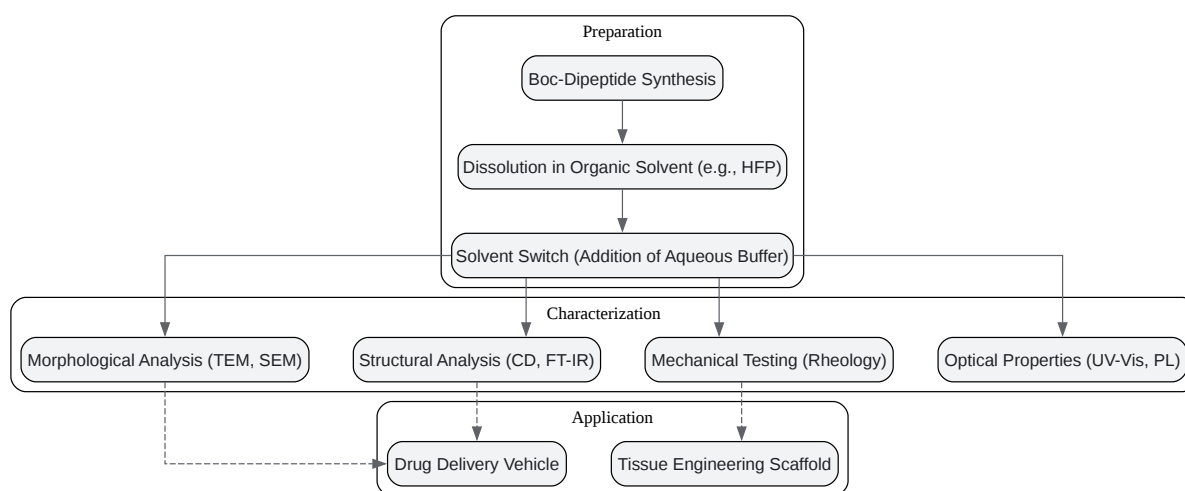 Preparation
Boc-Dipeptide Synthesis
Dissolution in Organic Solvent (e.g., HFP)
Solvent Switch (Addition of Aqueous Buffer)
Characterization
Morphological Analysis (TEM, SEM)
Structural Analysis (CD, FT-IR)
Mechanical Testing (Rheology)
Optical Properties (UV-Vis, PL)
Application
Drug Delivery Vehicle
Tissue Engineering Scaffold